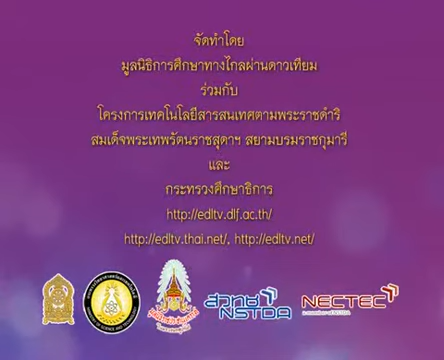 จัดทำโดย
มูลนิธิการศึกษาทางไกลผ่านดาวเทียม
ร่วมกับ
โครงการเทคโนโลยีสารสนเทศตามพระราชดำริ
สมเด็จพระเทพรัตนราชสุดาฯ สยามบรมราชกุมารี
และ
กระทรวงศึกษาธิการ
http://edltv.dlf.ac.th/
http://edltv.thai.net/, http://edltv.net/
สวทช NECTEC
NSTDA a member of NSTDA